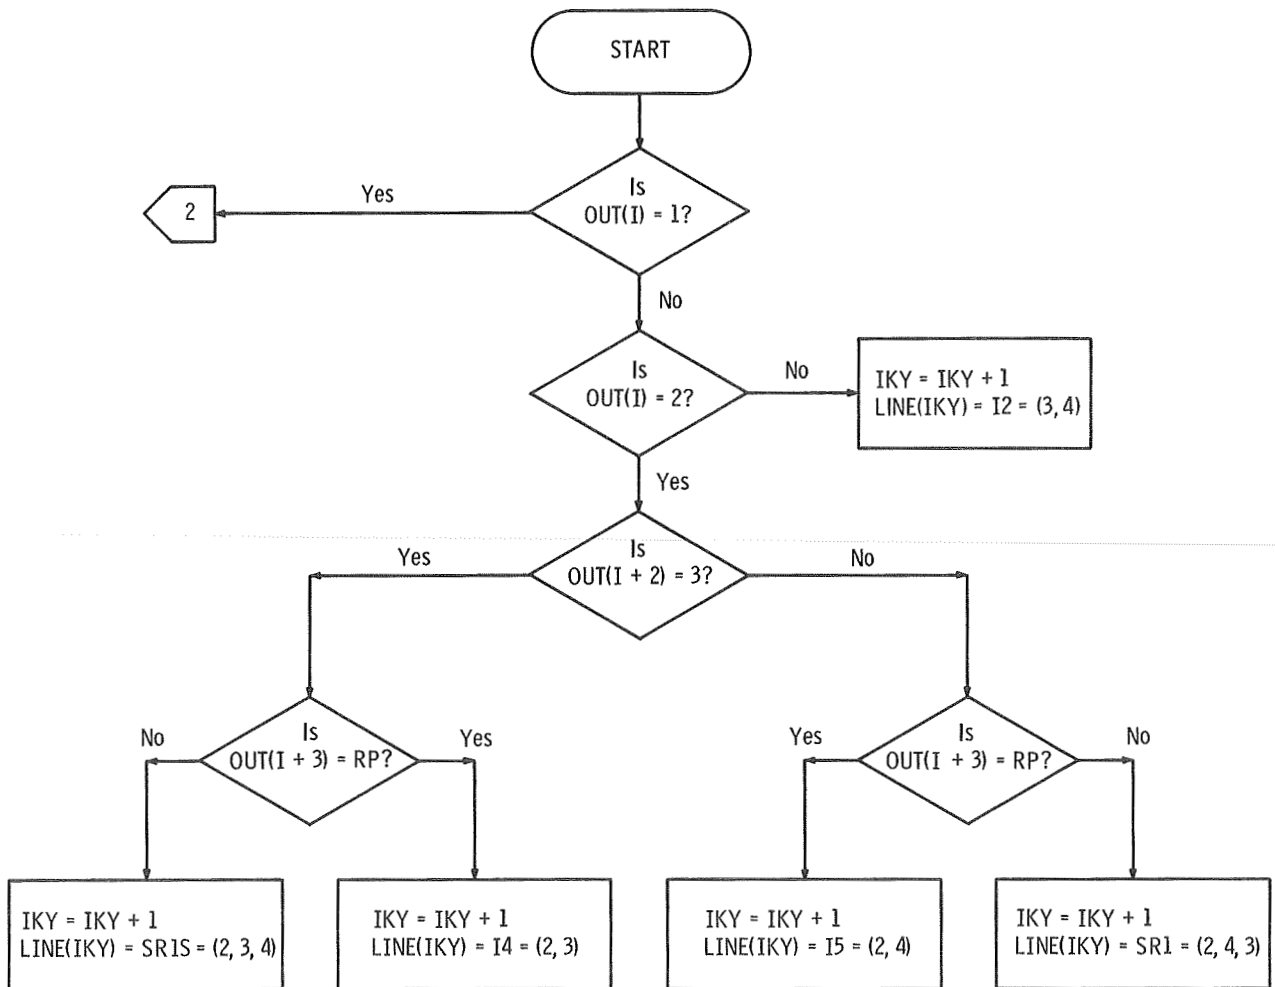 START
Is
OUT(I) = 1?
Yes
2
No
Is
OUT(I) = 2?
No
IKY = IKY + 1
LINE(IKY) = I2 = (3, 4)
Yes
Is
OUT(I + 2) = 3?
Yes
No
Is
OUT(I + 3) = RP?
No
Yes
Is
OUT(I + 3) = RP?
Yes
No
IKY = IKY + 1
LINE(IKY) = SR1S = (2, 3, 4)
IKY = IKY + 1
LINE(IKY) = I4 = (2, 3)
IKY = IKY + 1
LINE(IKY) = I5 = (2, 4)
IKY = IKY + 1
LINE(IKY) = SR1 = (2, 4, 3)